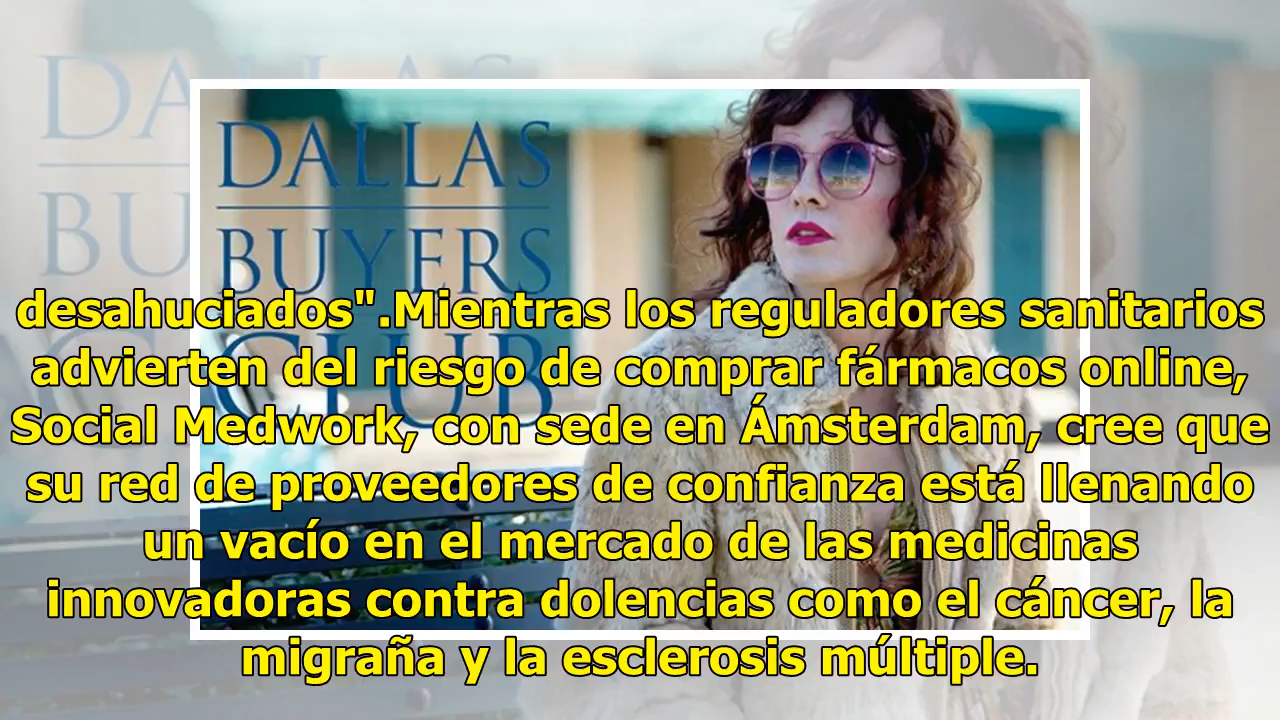 DALLAS
BUYERS
CLUB
desahuciados".Mientras los reguladores sanitarios
advierten del riesgo de comprar fármacos online,
Social Medwork, con sede en Ámsterdam, cree que
su red de proveedores de confianza está llenando
un vacío en el mercado de las medicinas
innovadoras contra dolencias como el cáncer, la
migraña y la esclerosis múltiple.